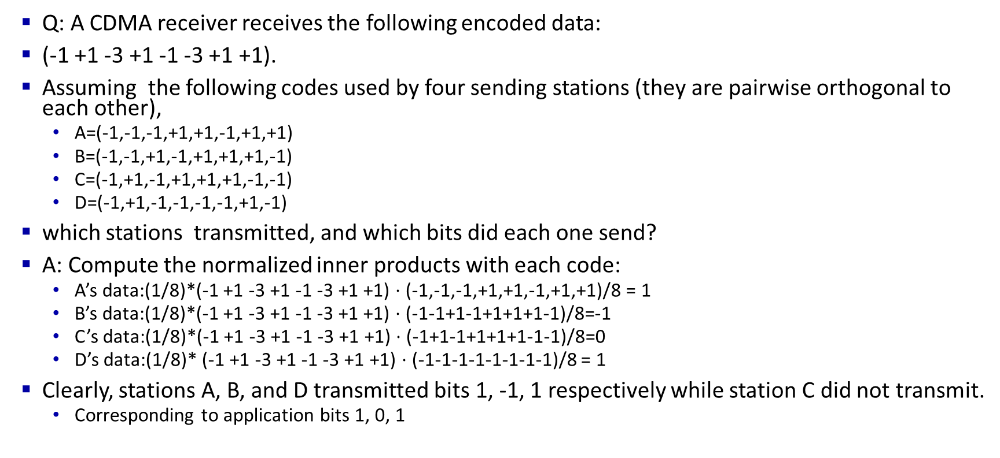 Q: A CDMA receiver receives the following encoded data:
(-1 +1 -3 +1 -1 -3 +1 +1).
Assuming the following codes used by four sending stations (they are pairwise orthogonal to
each other),
A=(-1,-1,-1,+1,+1,-1,+1,+1)
B=(-1,-1,+1,-1,+1,+1,+1,-1)
C=(-1,+1,-1,+1,+1,+1,-1,-1)
D=(-1,+1,-1,-1,-1,-1,+1,-1)
which stations transmitted, and which bits did each one send?
A: Compute the normalized inner products with each code:
A’s data:(1/8)*(-1 +1 -3 +1 -1 -3 +1 +1) · (-1,-1,-1,+1,+1,-1,+1,+1)/8 = 1
B’s data:(1/8)*(-1 +1 -3 +1 -1 -3 +1 +1) · (-1-1+1-1+1+1+1-1)/8=-1
C’s data:(1/8)*(-1 +1 -3 +1 -1 -3 +1 +1) · (-1+1-1+1+1+1-1-1)/8=0
D’s data:(1/8)* (-1 +1 -3 +1 -1 -3 +1 +1) · (-1-1-1-1-1-1-1-1)/8 = 1
Clearly, stations A, B, and D transmitted bits 1, -1, 1 respectively while station C did not transmit.
Corresponding to application bits 1, 0, 1